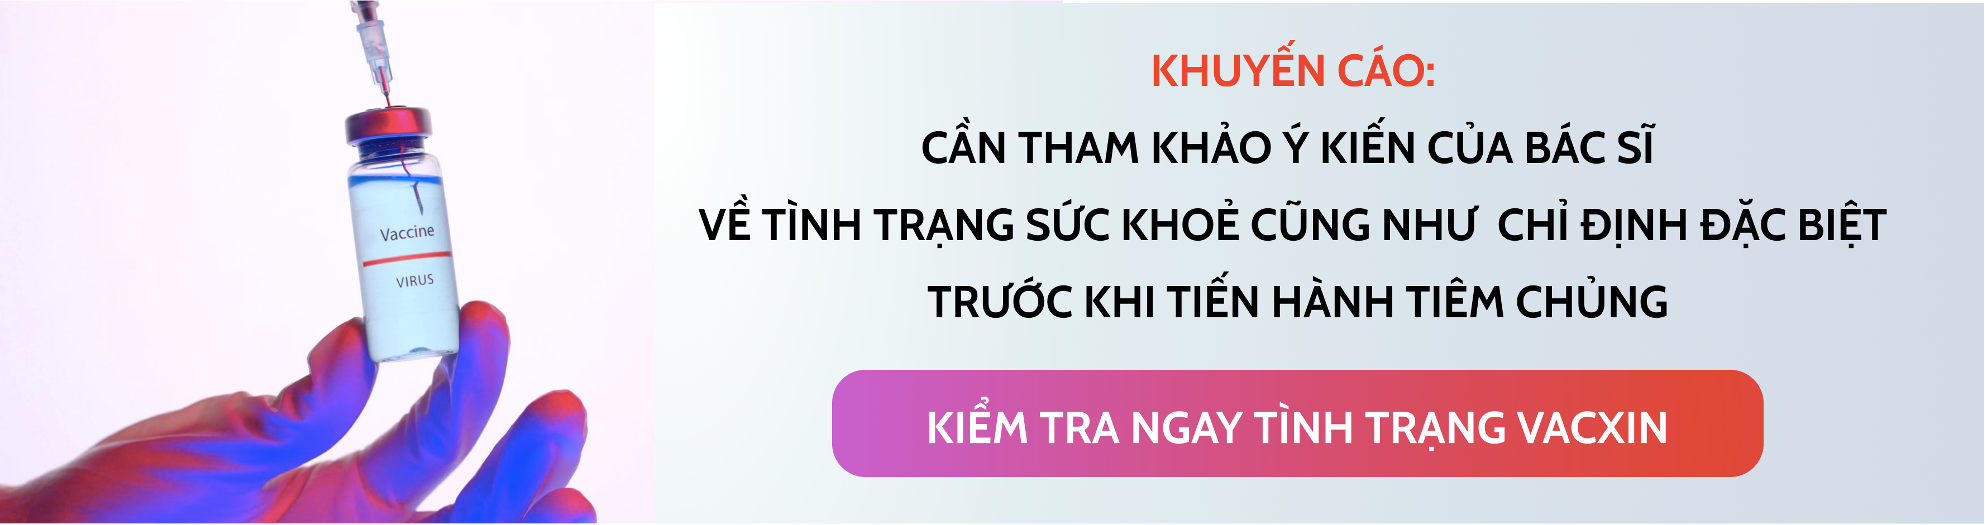 Vaccine
VIRUS
KHUYẾN CÁO:
CẦN THAM KHẢO Ý KIẾN CỦA BÁC SĨ
VỀ TÌNH TRẠNG SỨC KHOẺ CŨNG NHƯ CHỈ ĐỊNH ĐẶC BIỆT
TRƯỚC KHI TIẾN HÀNH TIÊM CHỦNG
KIỂM TRA NGAY TÌNH TRẠNG VACXIN